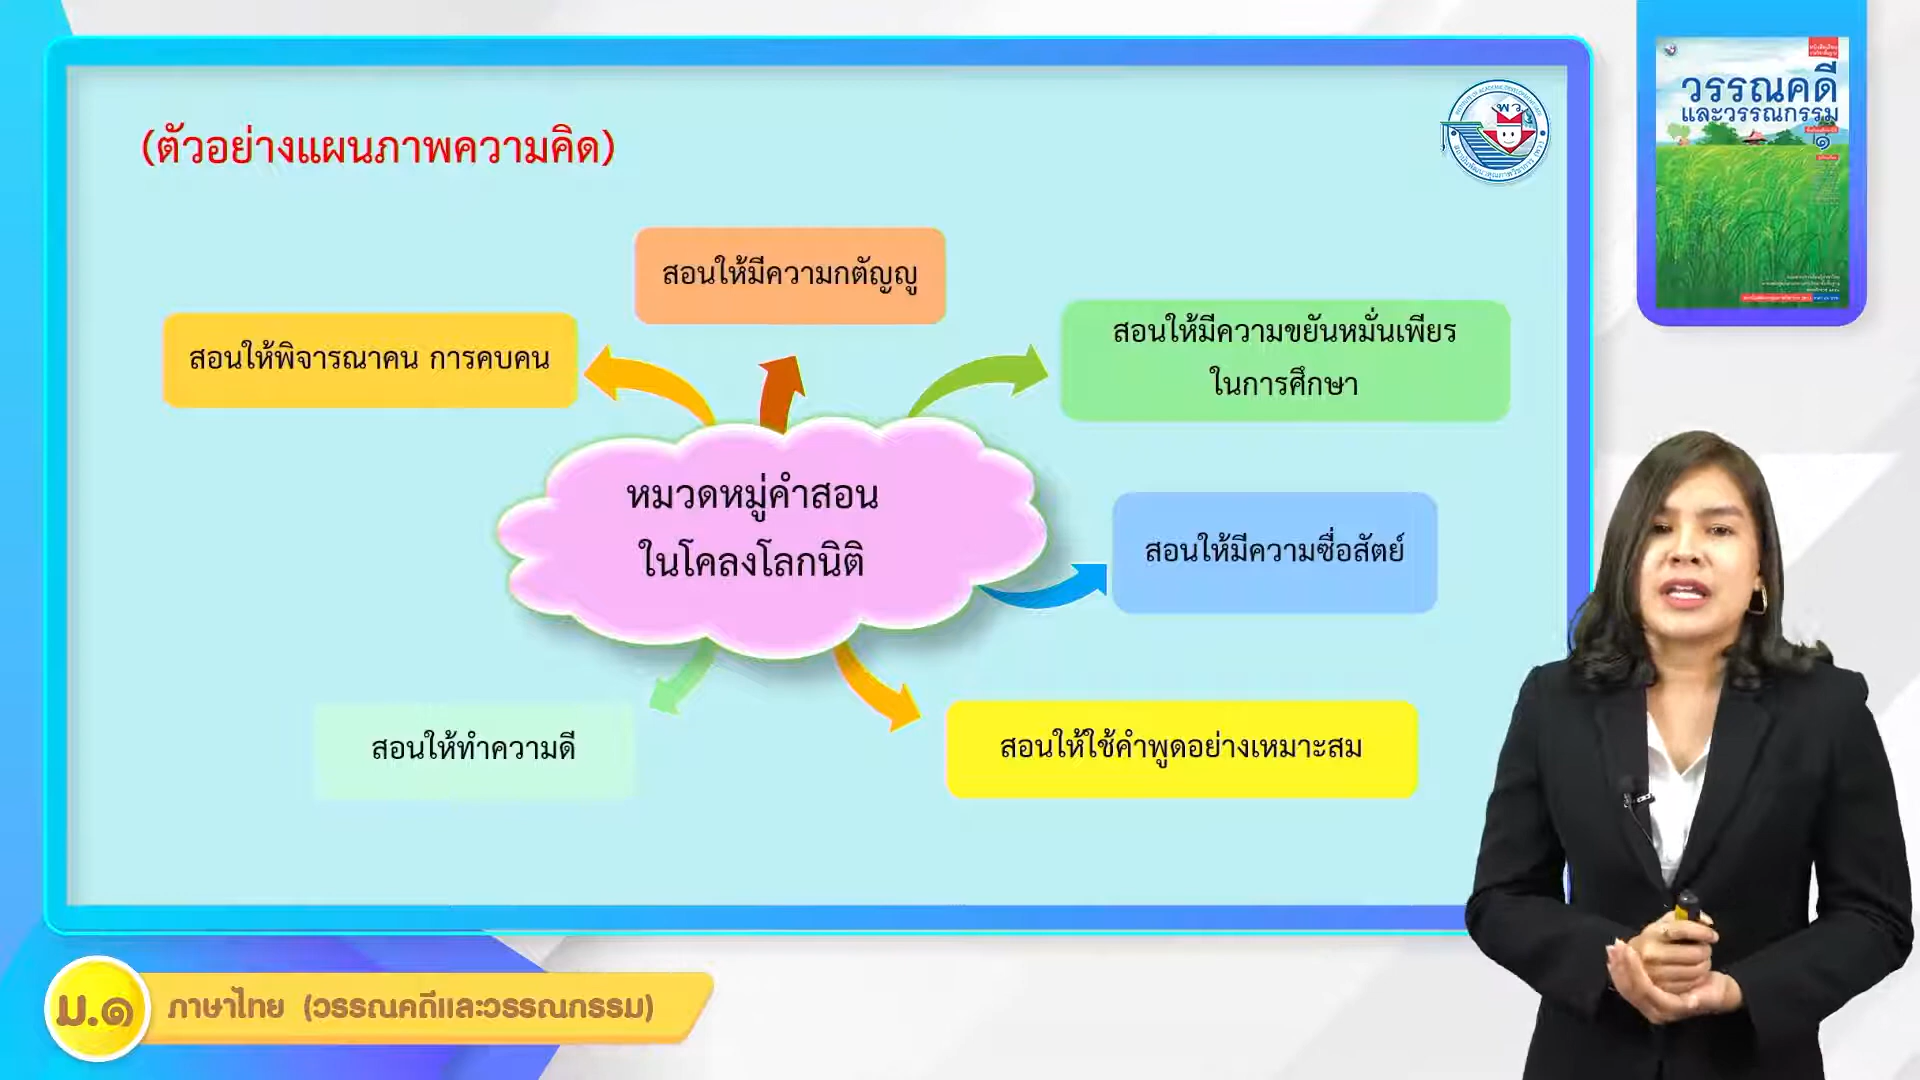 (ตัวอย่างแผนภาพความคิด)
สอนให้มีความกตัญญู
สอนให้พิจารณาคน การคบคน
สอนให้มีความขยันหมั่นเพียร
ในการศึกษา
หมวดหมู่คำสอน
ในโคลงโลกนิติ
สอนให้มีความซื่อสัตย์
สอนให้ทำความดี
สอนให้ใช้คำพูดอย่างเหมาะสม
วรรณคดี
และวรรณกรรม
๑
พว.
ม.๑
ภาษาไทย (วรรณคดีและวรรณกรรม)